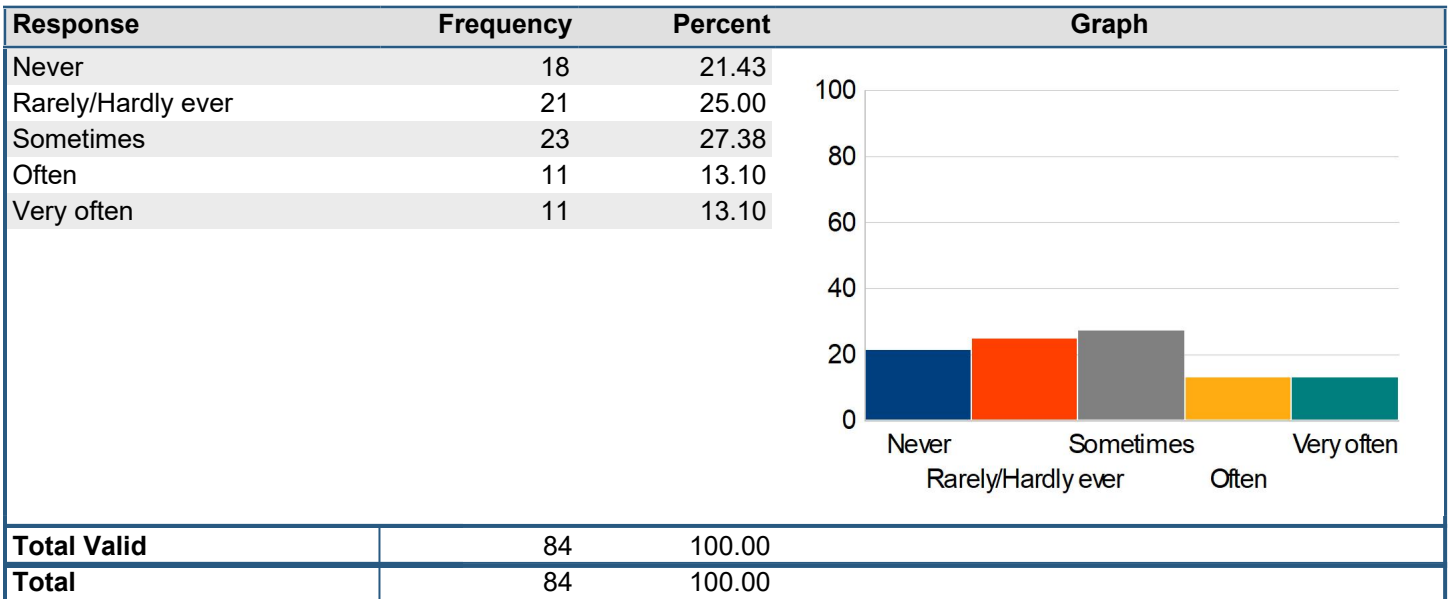 Response Frequency Percent Graph
Never 18 21.43
Rarely/Hardly ever 21 25.00
Sometimes 23 27.38
Often 11 13.10
Very often 11 13.10
100
80
60
40
20
0
Never Sometimes Very often
Rarely/Hardly ever Often
Total Valid 84 100.00
Total 84 100.00